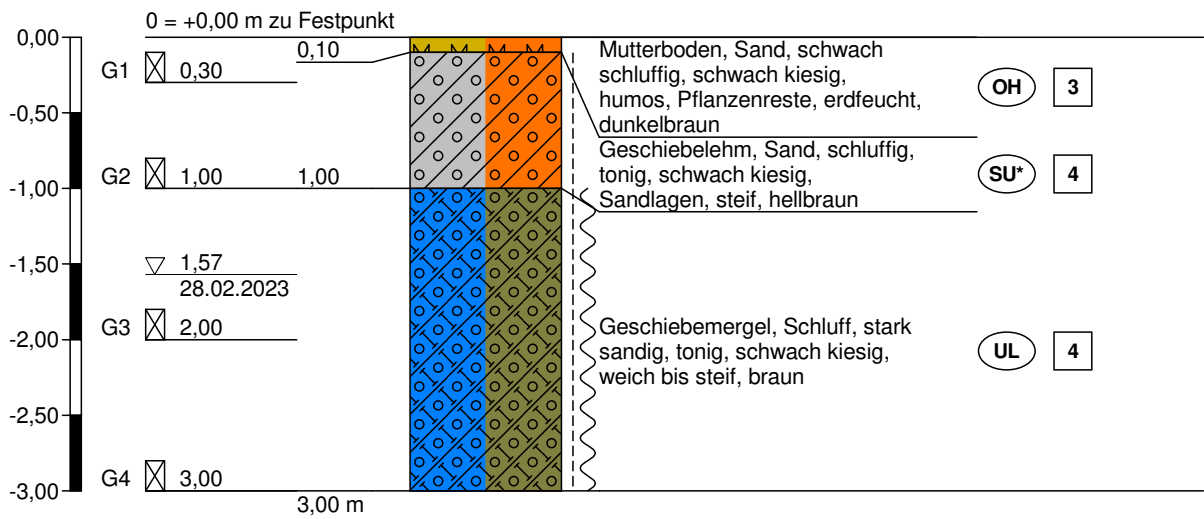 0 = +0,00 m zu Festpunkt
0,00
-0,50
-1,00
-1,50
-2,00
-2,50
-3,00
G1 0,30
G2 1,00
1,57
28.02.2023
G3 2,00
G4 3,00
0,10
1,00
3,00 m
Mutterboden, Sand, schwach
schluffig, schwach kiesig,
humos, Pflanzenreste, erdfeucht,
dunkelbraun
OH 3
Geschiebelehm, Sand, schluffig,
tonig, schwach kiesig,
Sandlagen, steif, hellbraun
SU* 4
Geschiebemergel, Schluff, stark
sandig, tonig, schwach kiesig,
weich bis steif, braun
UL 4